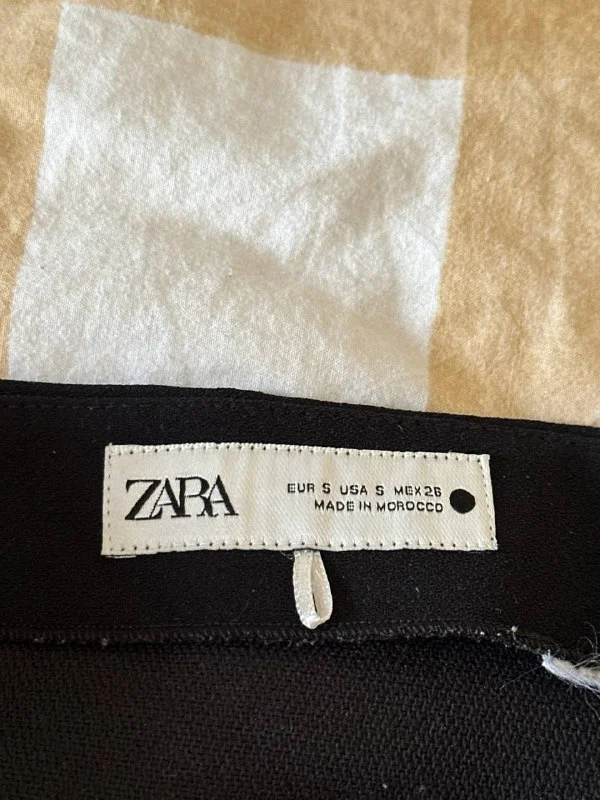 ZARA
EUR S USA S MEX 26
MADE IN MOROCCO